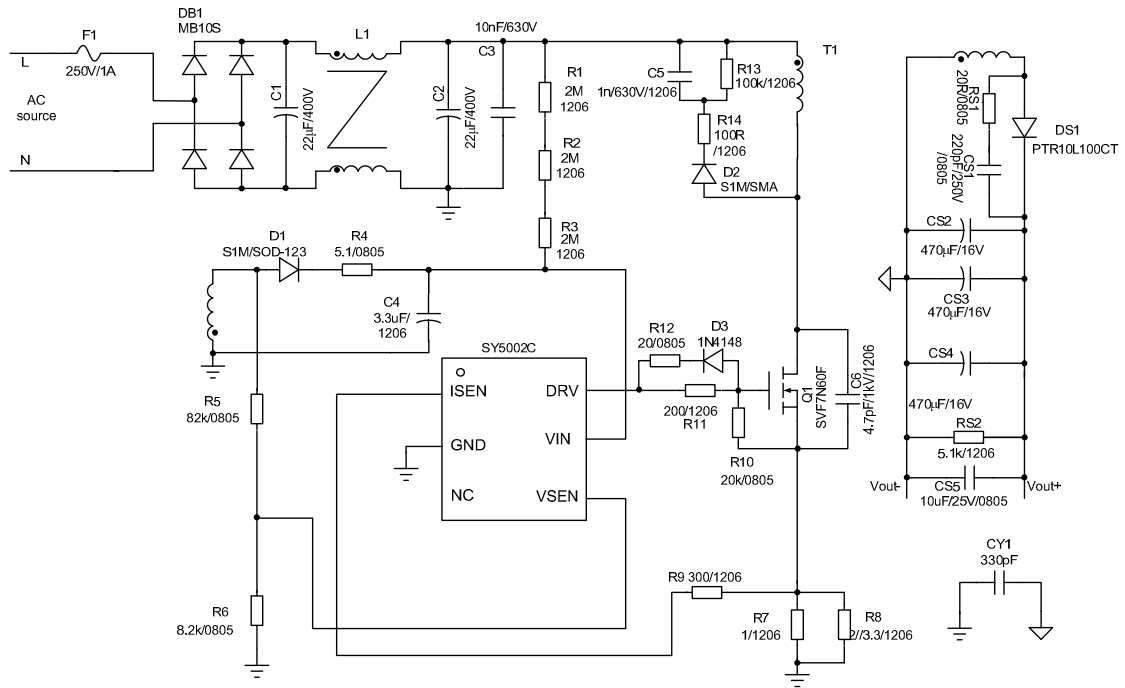 DB1
MB10S
F1
L
250V/1A
AC
source
N
C1
22µF/400V
L1
C2
22µF/400V
10nF/630V
C3
R1
2M
1206
R2
2M
1206
R3
2M
1206
C5
1n/630V/1206
R13
100k/1206
R14
100R
/1206
D2
S1M/SMA
T1
20R/0805
RS1
CS1
220pF/250V
/0805
DS1
PTR10L100CT
CS2
470µF/16V
CS3
470µF/16V
CS4
470µF/16V
RS2
5.1k/1206
Vout-
CS5
Vout+
10uF/25V/0805
D1
S1M/SOD-123
R4
5.1/0805
C4
3.3uF/
1206
SY5002C
ISEN
DRV
GND
VIN
NC
VSEN
R12
20/0805
D3
1N4148
200/1206
R11
R10
20k/0805
Q1
SVF7N60F
C6
4.7pF/1kV/1206
R5
82k/0805
R6
8.2k/0805
R9 300/1206
R7
1/1206
R8
2//3.3/1206
CY1
330pF